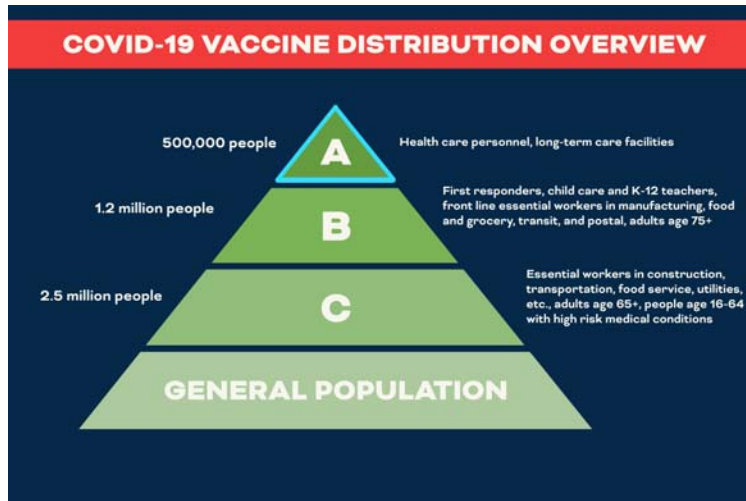 COVID-19 VACCINE DISTRIBUTION OVERVIEW
500,000 people
A
Health care personnel, long-term care facilities
1.2 million people
B
First responders, child care and K-12 teachers,
front line essential workers in manufacturing, food
and grocery, transit, and postal, adults age 75+
2.5 million people
C
Essential workers in construction,
transportation, food service, utilities,
etc., adults age 65+, people age 16-64
with high risk medical conditions
GENERAL POPULATION